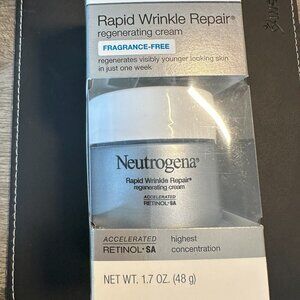 Rapid Wrinkle Repair®
regenerating cream
FRAGRANCE-FREE
regenerates visibly younger looking skin
in just one week
Neutrogena®
Rapid Wrinkle Repair®
regenerating cream
ACCELERATED
RETINOL•SA
ACCELERATED
RETINOL•SA
highest
concentration
NET WT. 1.7 OZ. (48 g)